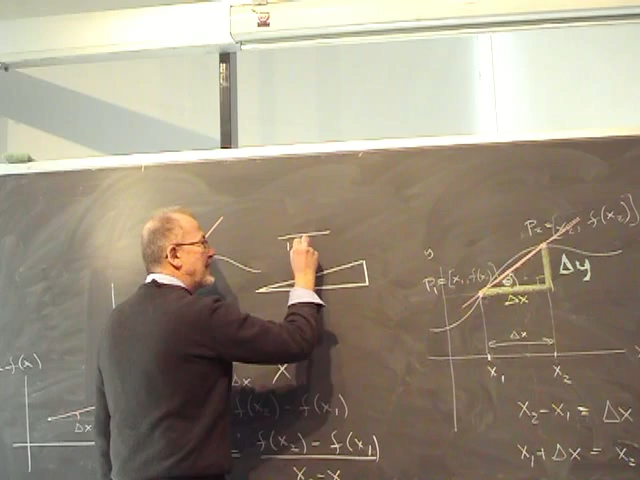 P₂=[x₂, f(x₂)]
y
P₁=[x₁, f(x₁)]
Δy
Δx
Δx
x₁ x₂
Δx X
f(x₂) – f(x₁)
f(x₂) – f(x₁)
Δx
x₂ – x₁ = Δx
x₁ + Δx = x₂